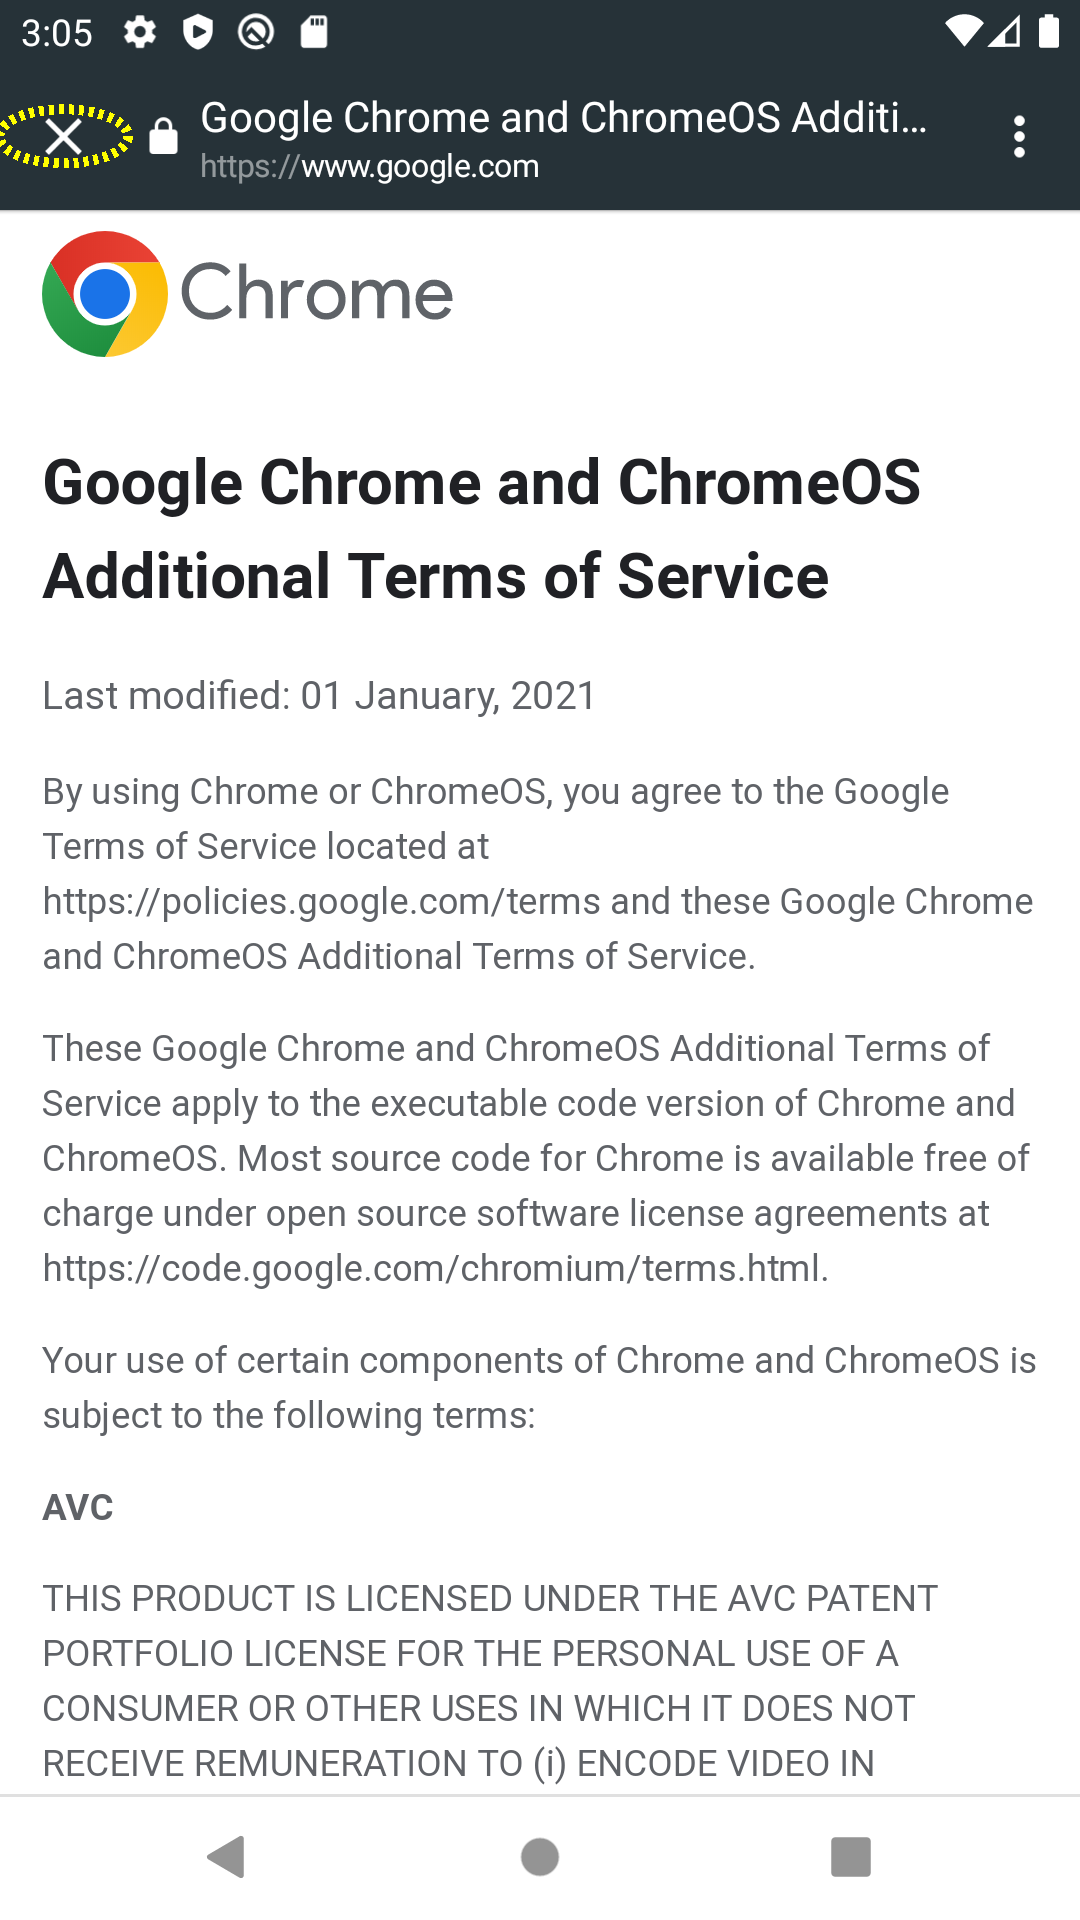 3:05
Google Chrome and ChromeOS Additi...
https://www.google.com
Chrome
Google Chrome and ChromeOS
Additional Terms of Service
Last modified: 01 January, 2021
By using Chrome or ChromeOS, you agree to the Google
Terms of Service located at
https://policies.google.com/terms and these Google Chrome
and ChromeOS Additional Terms of Service.
These Google Chrome and ChromeOS Additional Terms of
Service apply to the executable code version of Chrome and
ChromeOS. Most source code for Chrome is available free of
charge under open source software license agreements at
https://code.google.com/chromium/terms.html.
Your use of certain components of Chrome and ChromeOS is
subject to the following terms:
AVC
THIS PRODUCT IS LICENSED UNDER THE AVC PATENT
PORTFOLIO LICENSE FOR THE PERSONAL USE OF A
CONSUMER OR OTHER USES IN WHICH IT DOES NOT
RECEIVE REMUNERATION TO (i) ENCODE VIDEO IN